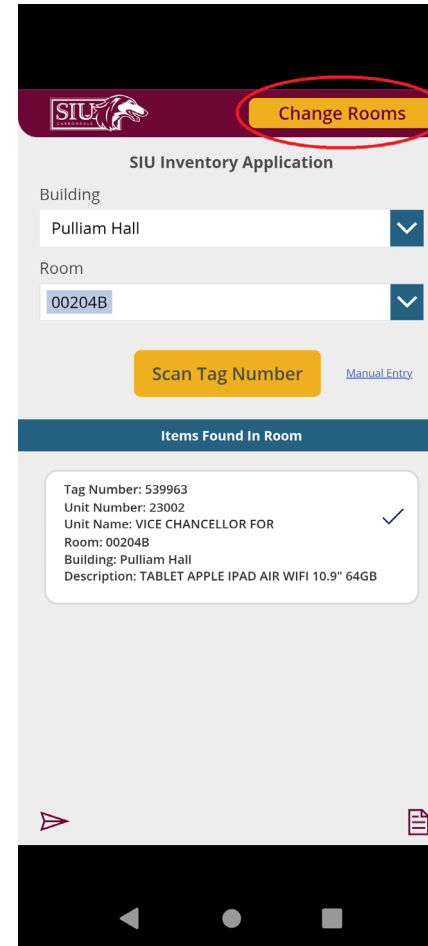 SIU
CARBONDALE
Change Rooms
SIU Inventory Application
Building
Pulliam Hall
Room
00204B
Scan Tag Number
Manual Entry
Items Found In Room
Tag Number: 539963
Unit Number: 23002
Unit Name: VICE CHANCELLOR FOR
Room: 00204B
Building: Pulliam Hall
Description: TABLET APPLE IPAD AIR WIFI 10.9" 64GB